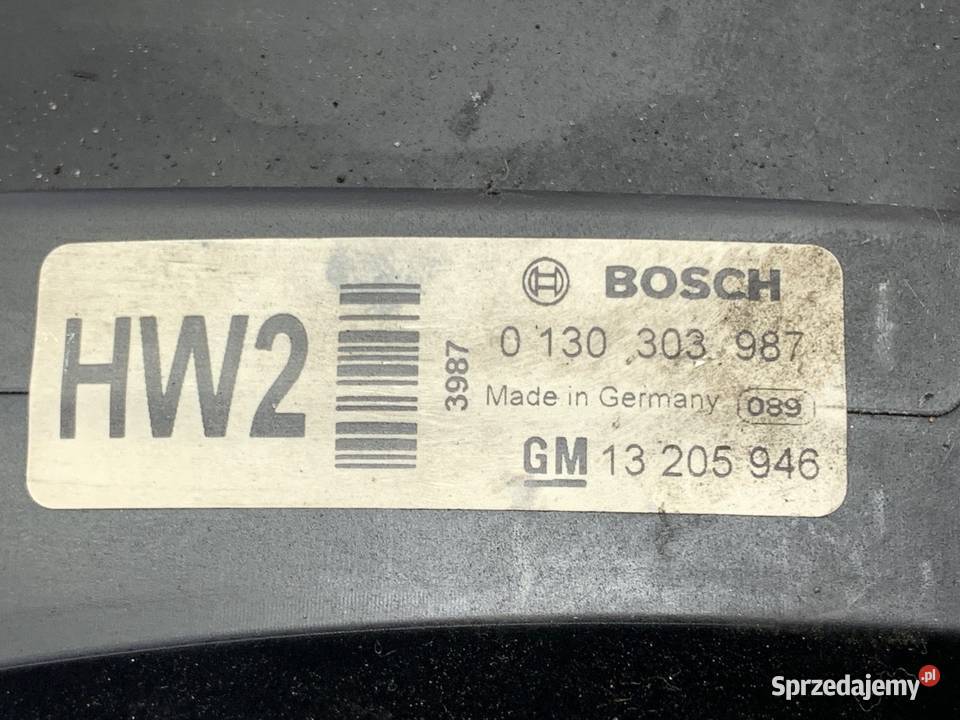 HW2
3987
BOSCH
0 130 303 987
Made in Germany 089
GM 13 205 946
Sprzedajemy.pl